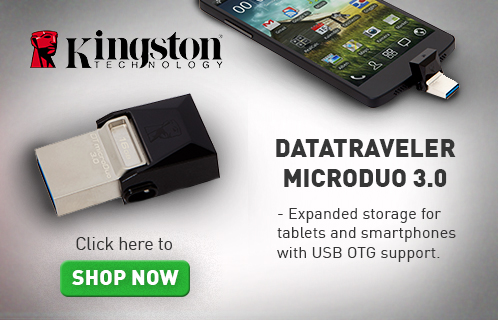 Kingston
TECHNOLOGY
DATATRAVELER
MICRODUO 3.0
- Expanded storage for
tablets and smartphones
with USB OTG support.
Click here to
SHOP NOW